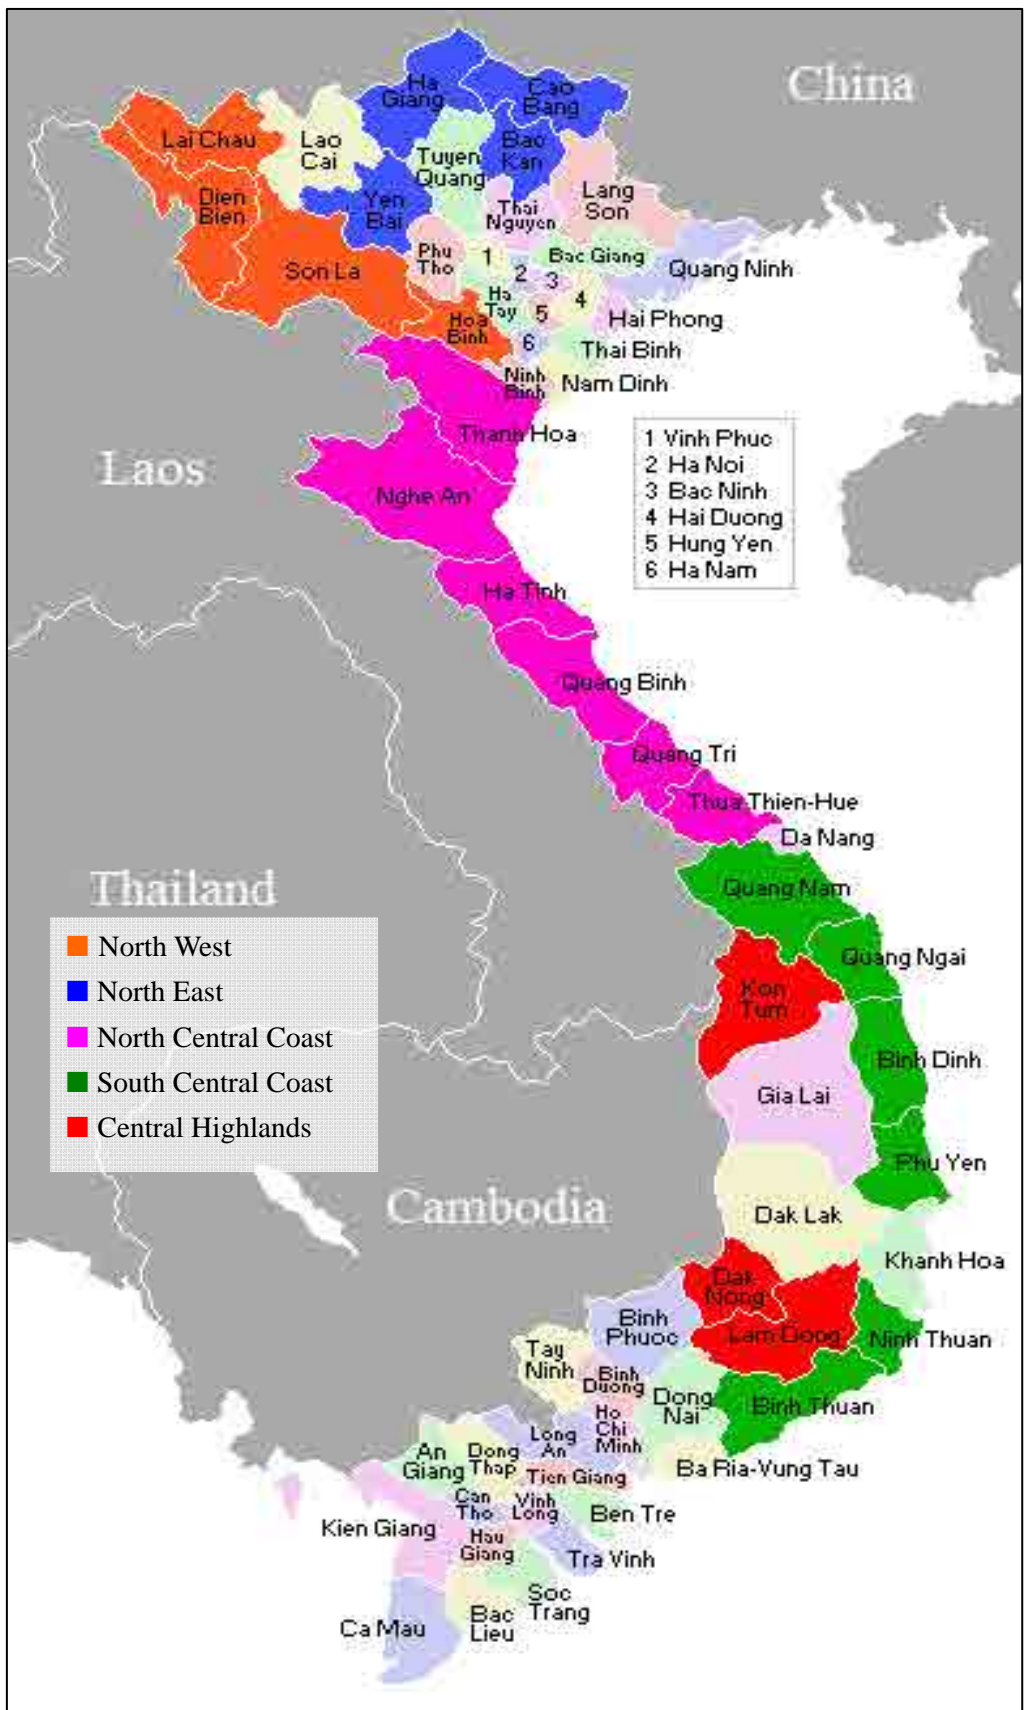 China
Ha
Giang
Cao
Bang
Lai Chau
Lao
Cai
Bac
Kan
Tuyen
Quang
Lang
Son
Dien
Bien
Yen
Bai
Thai
Nguyen
Phu
Tho
1
Bac Giang
Quang Ninh
Son La
2
3
4
Ha
Tay
5
Hai Phong
Hoa
Binh
6
Thai Binh
Ninh
Binh
Nam Dinh
Thanh Hoa
1 Vinh Phuc
2 Ha Noi
3 Bac Ninh
4 Hai Duong
5 Hung Yen
6 Ha Nam
Laos
Nghe An
Ha Tinh
Quang Binh
Quang Tri
Thua Thien-Hue
Da Nang
Thailand
Quang Nam
North West
North East
North Central Coast
South Central Coast
Central Highlands
Quang Ngai
Kon
Tum
Binh Dinh
Gia Lai
Phu Yen
Cambodia
Dak Lak
Khanh Hoa
Dak
Nong
Binh
Phuoc
Lam Dong
Ninh Thuan
Tay
Ninh
Binh
Duong
Dong
Nai
Binh Thuan
Ho
Chi
Minh
Long
An
An
Giang
Dong
Thap
Tien Giang
Ba Ria-Vung Tau
Can
Tho
Vinh
Long
Ben Tre
Kien Giang
Hau
Giang
Tra Vinh
Soc
Trang
Bac
Lieu
Ca Mau